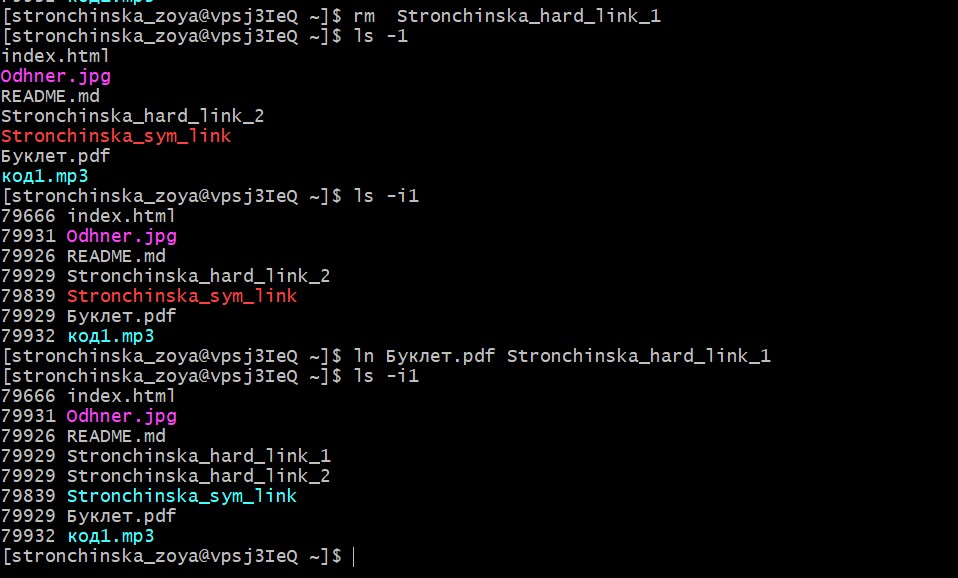 [stronchinska_zoya@vpsj3IeQ ~]$ rm  Stronchinska_hard_link_1
[stronchinska_zoya@vpsj3IeQ ~]$ ls -1
index.html
Odhner.jpg
README.md
Stronchinska_hard_link_2
Stronchinska_sym_link
Буклет.pdf
код1.mp3
[stronchinska_zoya@vpsj3IeQ ~]$ ls -i1
79666 index.html
79931 Odhner.jpg
79926 README.md
79929 Stronchinska_hard_link_2
79839 Stronchinska_sym_link
79929 Буклет.pdf
79932 код1.mp3
[stronchinska_zoya@vpsj3IeQ ~]$ ln Буклет.pdf Stronchinska_hard_link_1
[stronchinska_zoya@vpsj3IeQ ~]$ ls -i1
79666 index.html
79931 Odhner.jpg
79926 README.md
79929 Stronchinska_hard_link_1
79929 Stronchinska_hard_link_2
79839 Stronchinska_sym_link
79929 Буклет.pdf
79932 код1.mp3
[stronchinska_zoya@vpsj3IeQ ~]$